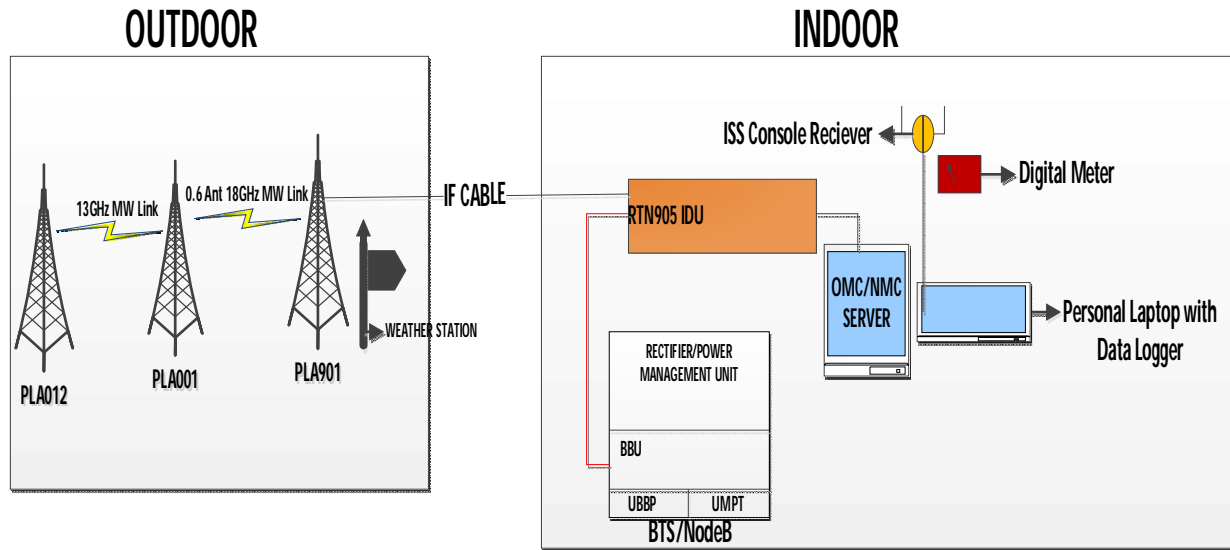 OUTDOOR
INDOOR
13GHz MW Link
0.6 Ant 18GHz MW Link
IF CABLE
WEATHER STATION
PLA012
PLA001
PLA901
ISS Console Reciever
Digital Meter
RTN905 IDU
OMC/NMC
SERVER
Personal Laptop with
Data Logger
RECTIFIER/POWER
MANAGEMENT UNIT
BBU
UBBP
UMPT
BTS/NodeB